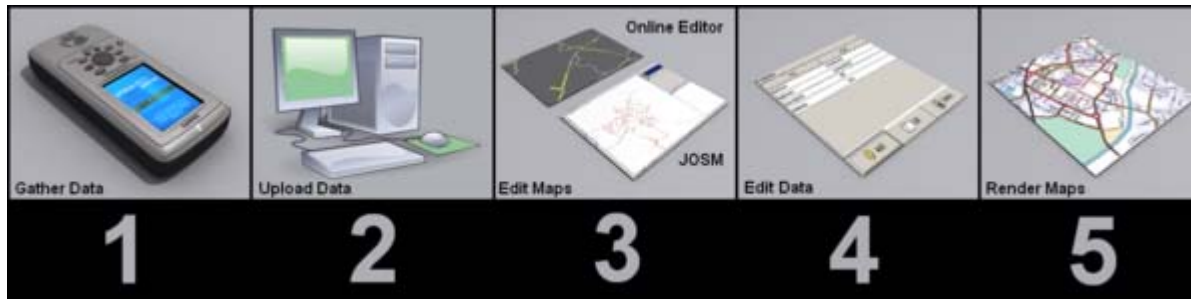 Gather Data
Upload Data
Online Editor
JOSM
Edit Maps
Edit Data
Render Maps
1
2
3
4
5